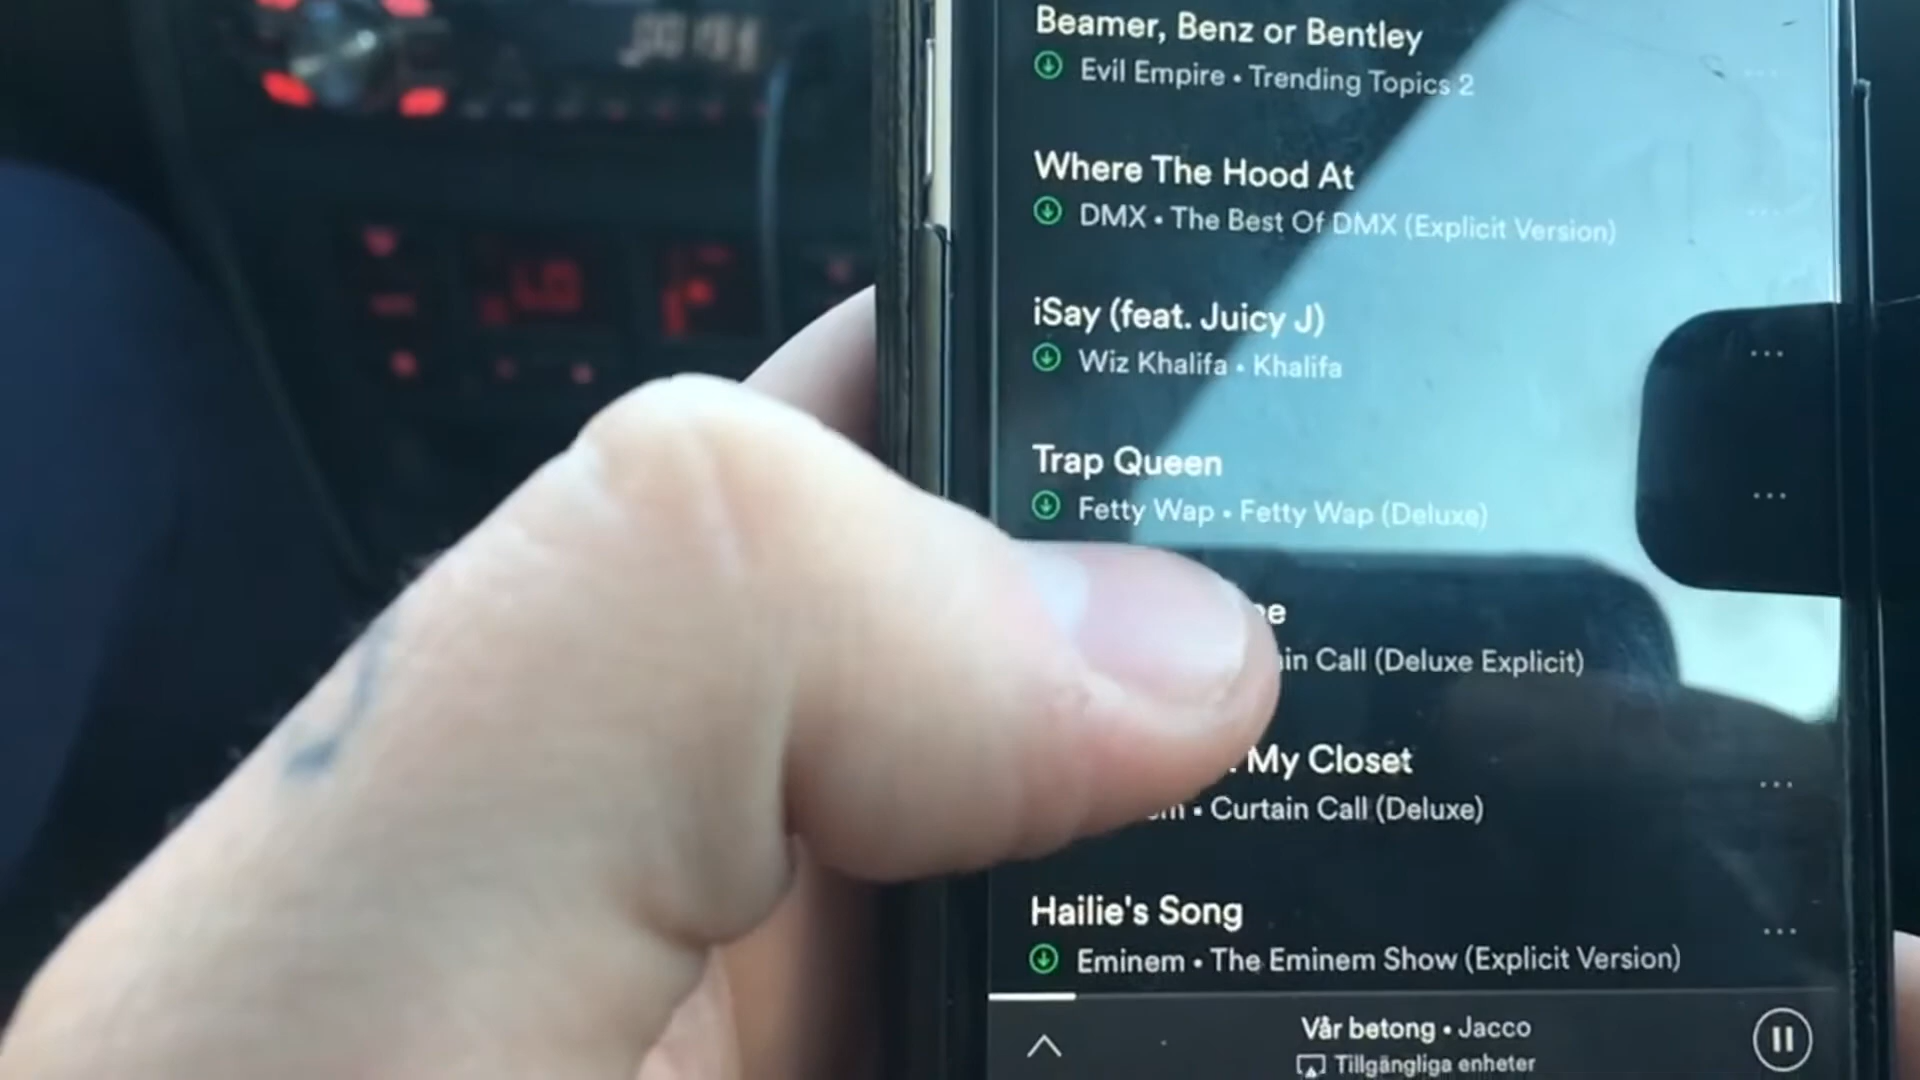 Beamer, Benz or Bentley
Evil Empire • Trending Topics 2
Where The Hood At
DMX • The Best Of DMX (Explicit Version)
iSay (feat. Juicy J)
Wiz Khalifa • Khalifa
Trap Queen
Fetty Wap • Fetty Wap (Deluxe)
Call (Deluxe Explicit)
My Closet
• Curtain Call (Deluxe)
Hailie's Song
Eminem • The Eminem Show (Explicit Version)
Vår betong • Jacco
Tillgängliga enheter